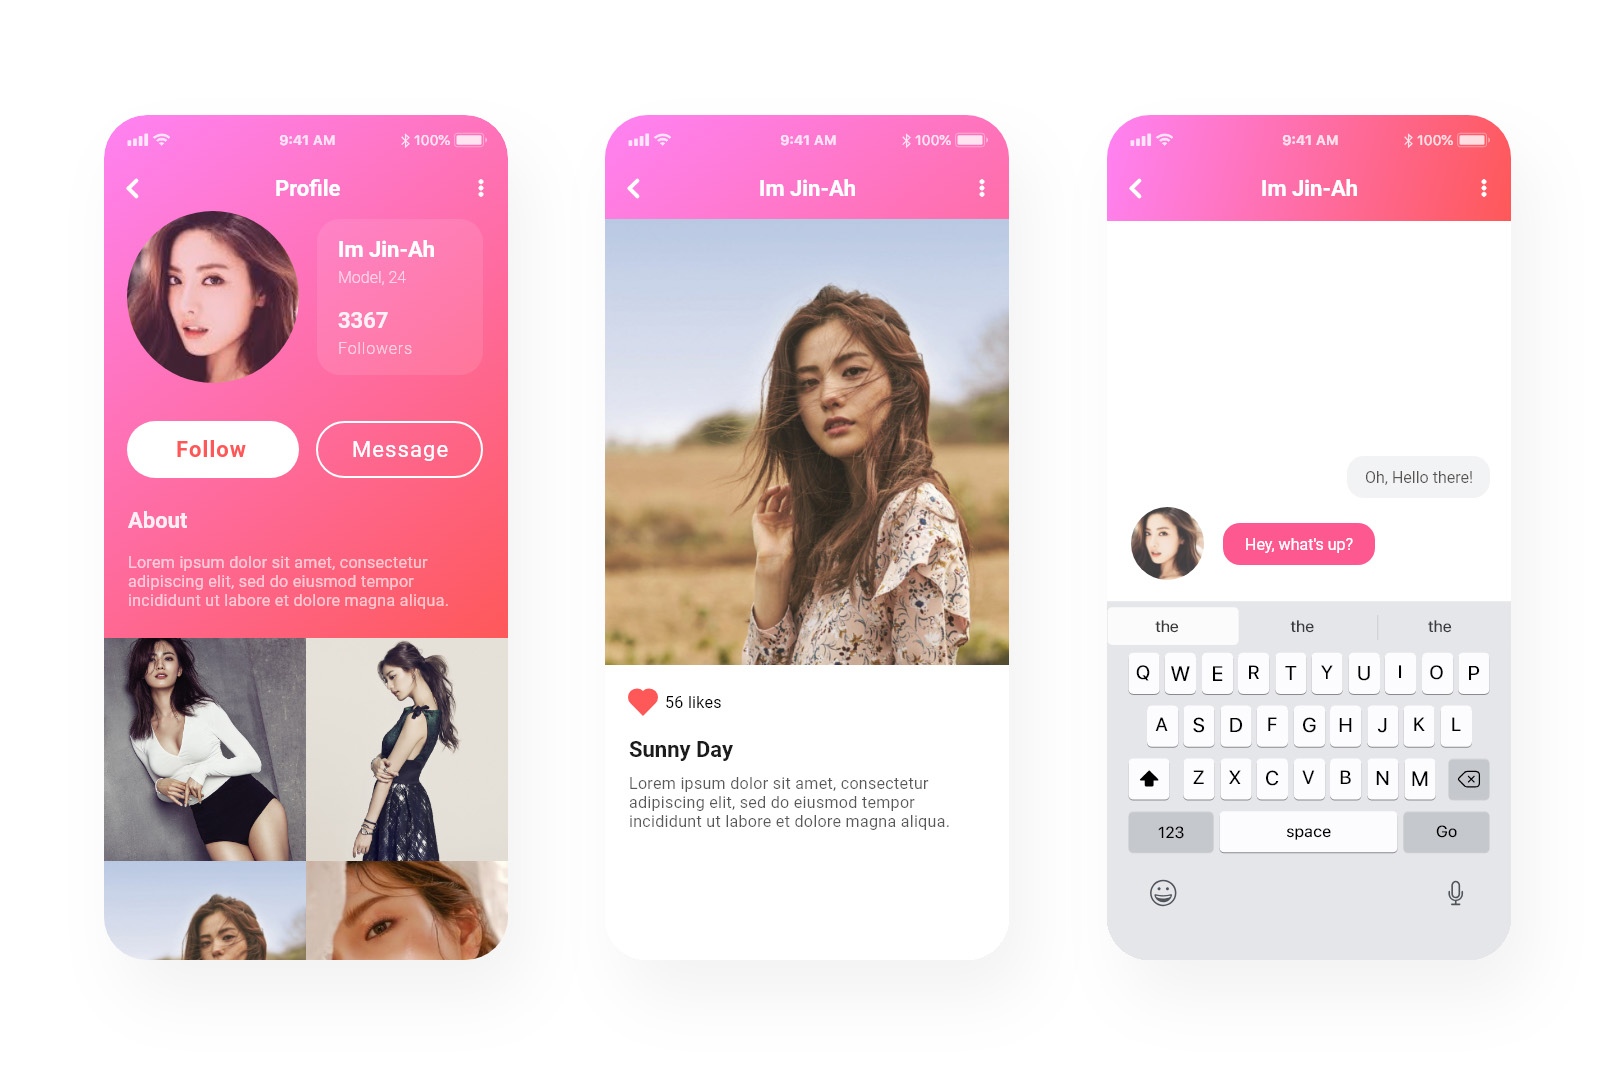 9:41 AM
100%
Profile
Im Jin-Ah
Model, 24
3367
Followers
Follow
Message
About
Lorem ipsum dolor sit amet, consectetur
adipiscing elit, sed do eiusmod tempor
incididunt ut labore et dolore magna aliqua.
9:41 AM
100%
Im Jin-Ah
56 likes
Sunny Day
Lorem ipsum dolor sit amet, consectetur
adipiscing elit, sed do eiusmod tempor
incididunt ut labore et dolore magna aliqua.
9:41 AM
100%
Im Jin-Ah
Oh, Hello there!
Hey, what's up?
the the the
Q W E R T Y U I O P
A S D F G H J K L
Z X C V B N M
123 space Go